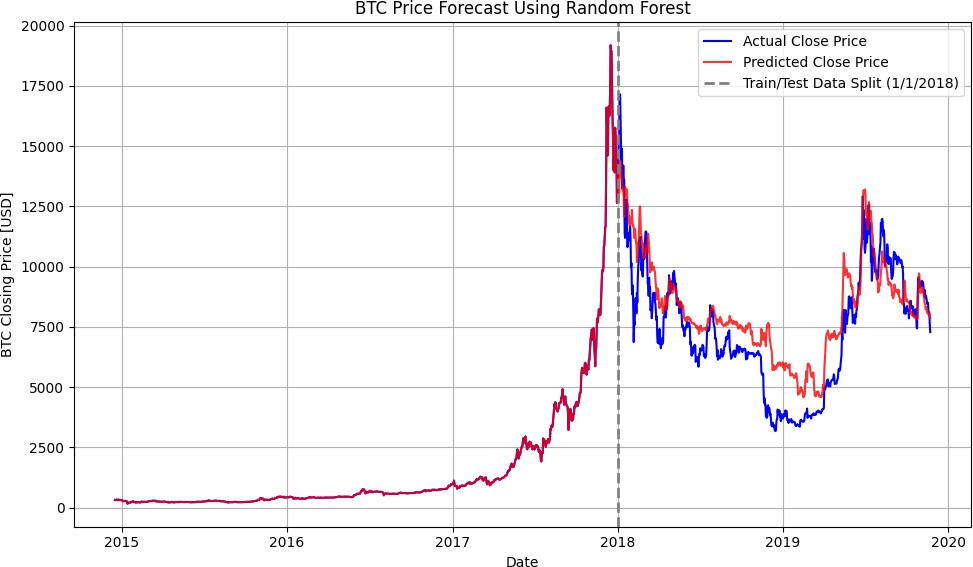 BTC Price Forecast Using Random Forest
Actual Close Price
Predicted Close Price
Train/Test Data Split (1/1/2018)
BTC Closing Price [USD]
20000
17500
15000
12500
10000
7500
5000
2500
0
2015 2016 2017 2018 2019 2020
Date